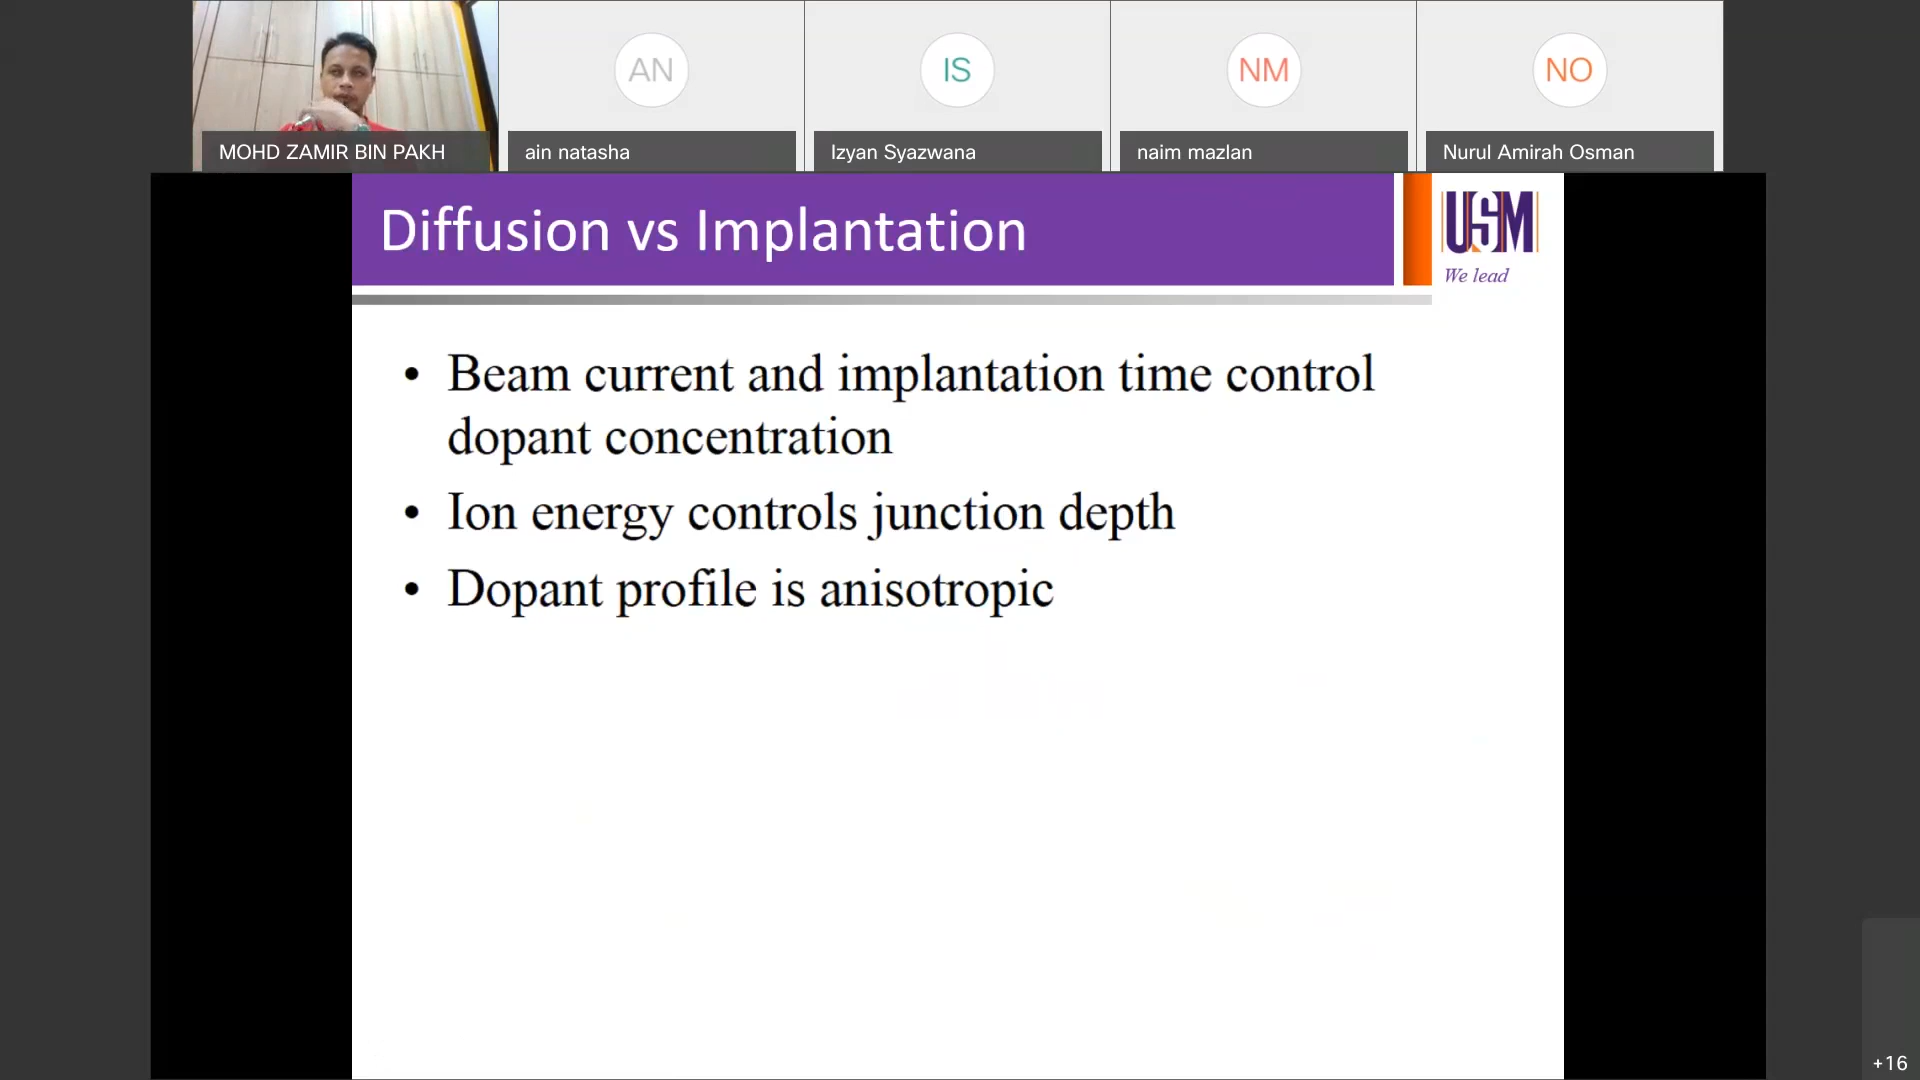 AN
IS
NM
NO
MOHD ZAMIR BIN PAKH
ain natasha
Izyan Syazwana
naim mazlan
Nurul Amirah Osman
Diffusion vs Implantation
USM
We lead
• Beam current and implantation time control
dopant concentration
• Ion energy controls junction depth
• Dopant profile is anisotropic
+16